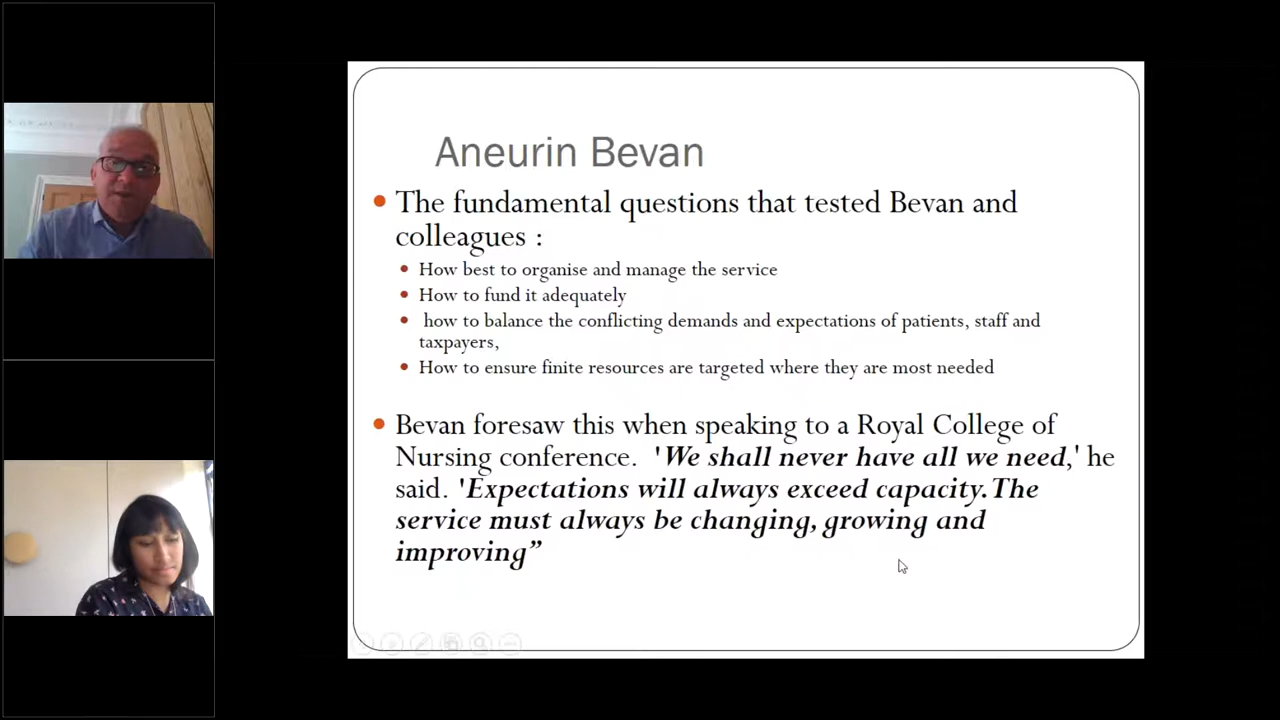 Aneurin Bevan
• The fundamental questions that tested Bevan and
colleagues :
• How best to organise and manage the service
• How to fund it adequately
• how to balance the conflicting demands and expectations of patients, staff and
taxpayers,
• How to ensure finite resources are targeted where they are most needed
• Bevan foresaw this when speaking to a Royal College of
Nursing conference. 'We shall never have all we need,' he
said. 'Expectations will always exceed capacity. The
service must always be changing, growing and
improving”